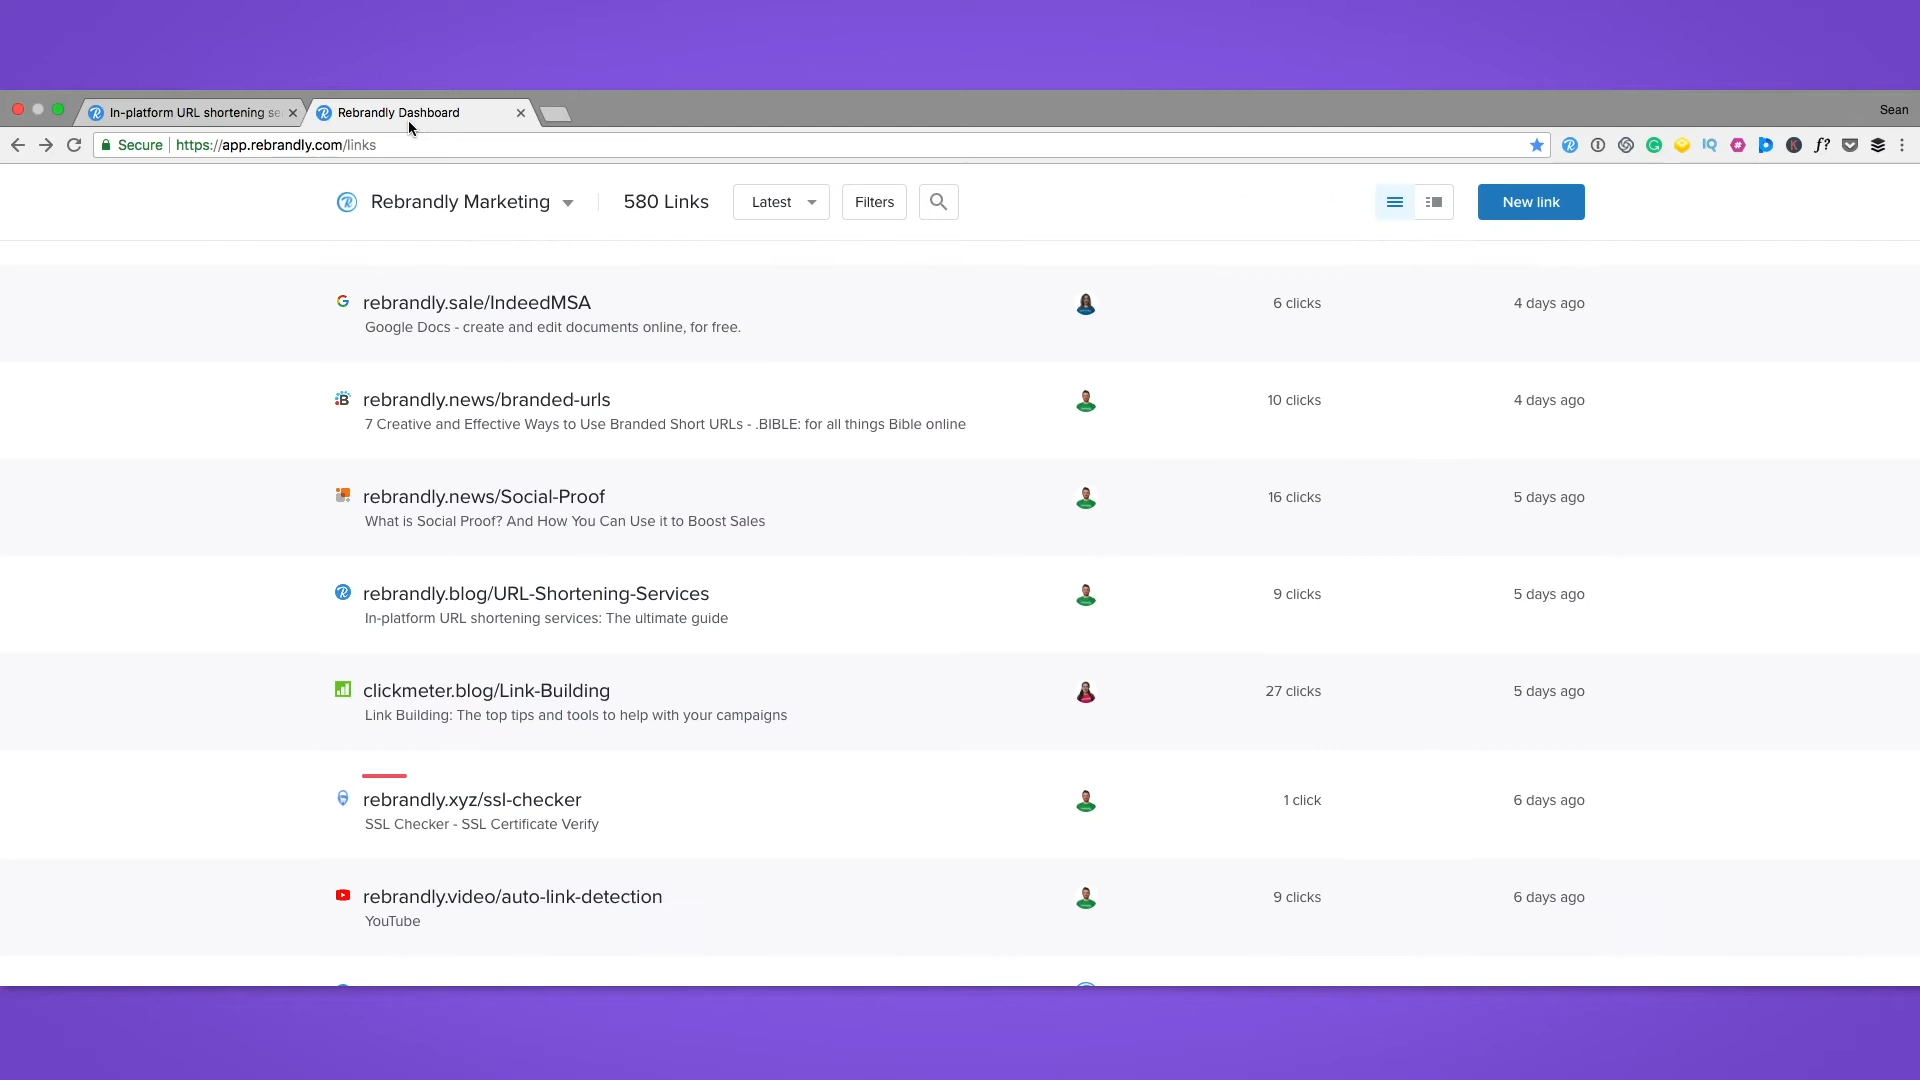 In-platform URL shortening se
Rebrandly Dashboard
Sean
Secure
https://app.rebrandly.com/links
IQ
f?
Rebrandly Marketing
580 Links
Latest
Filters
New link
rebrandly.sale/IndeedMSA
6 clicks
4 days ago
Google Docs - create and edit documents online, for free.
rebrandly.news/branded-urls
10 clicks
4 days ago
7 Creative and Effective Ways to Use Branded Short URLs - .BIBLE: for all things Bible online
rebrandly.news/Social-Proof
16 clicks
5 days ago
What is Social Proof? And How You Can Use it to Boost Sales
rebrandly.blog/URL-Shortening-Services
9 clicks
5 days ago
In-platform URL shortening services: The ultimate guide
clickmeter.blog/Link-Building
27 clicks
5 days ago
Link Building: The top tips and tools to help with your campaigns
rebrandly.xyz/ssl-checker
1 click
6 days ago
SSL Checker - SSL Certificate Verify
rebrandly.video/auto-link-detection
9 clicks
6 days ago
YouTube